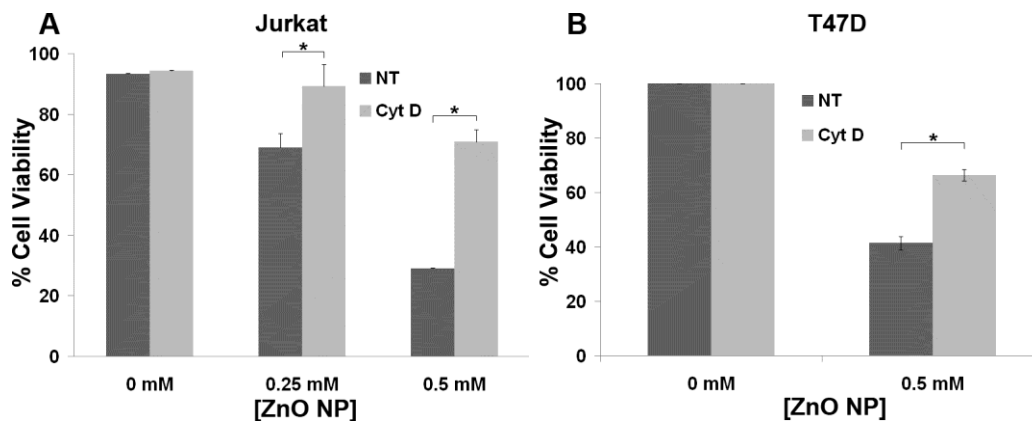 A
Jurkat
% Cell Viability
100
80
60
40
20
0
*
*
NT
Cyt D
0 mM
0.25 mM
0.5 mM
[ZnO NP]
B
T47D
% Cell Viability
100
80
60
40
20
0
NT
Cyt D
*
0 mM
0.5 mM
[ZnO NP]